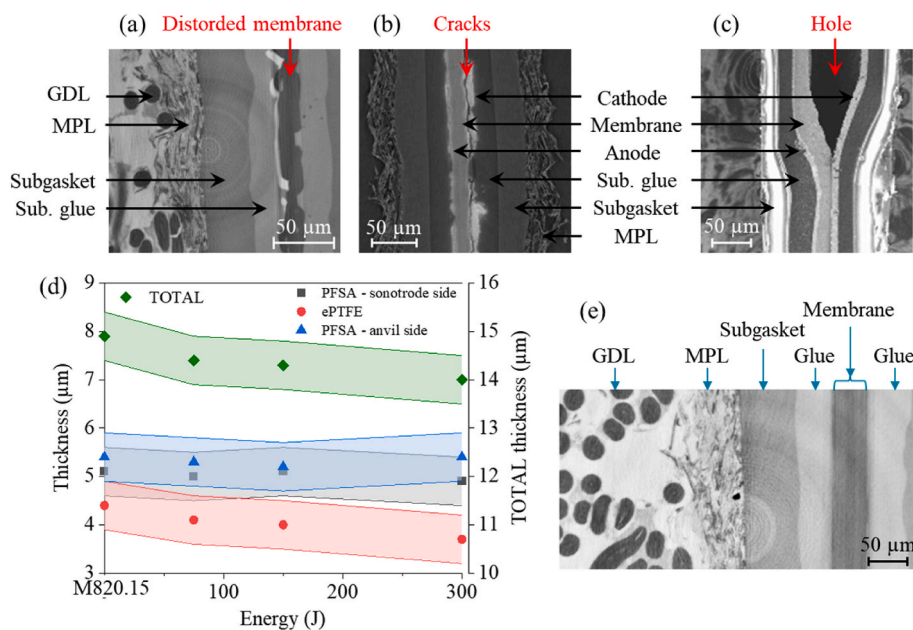 (a)
Distorded membrane
GDL
MPL
Subgasket
Sub. glue
50 µm
(b)
Cracks
50 µm
Cathode
Membrane
Anode
Sub. glue
Subgasket
MPL
(c)
Hole
50 µm
(d)
TOTAL
PFSA - sonotrode side
ePTFE
PFSA - anvil side
Thickness (µm)
9
8
7
6
5
4
3
TOTAL thickness (µm)
16
15
14
13
12
11
10
M820.15
100
200
300
Energy (J)
(e)
Membrane
Subgasket
GDL
MPL
Glue
Glue
50 µm